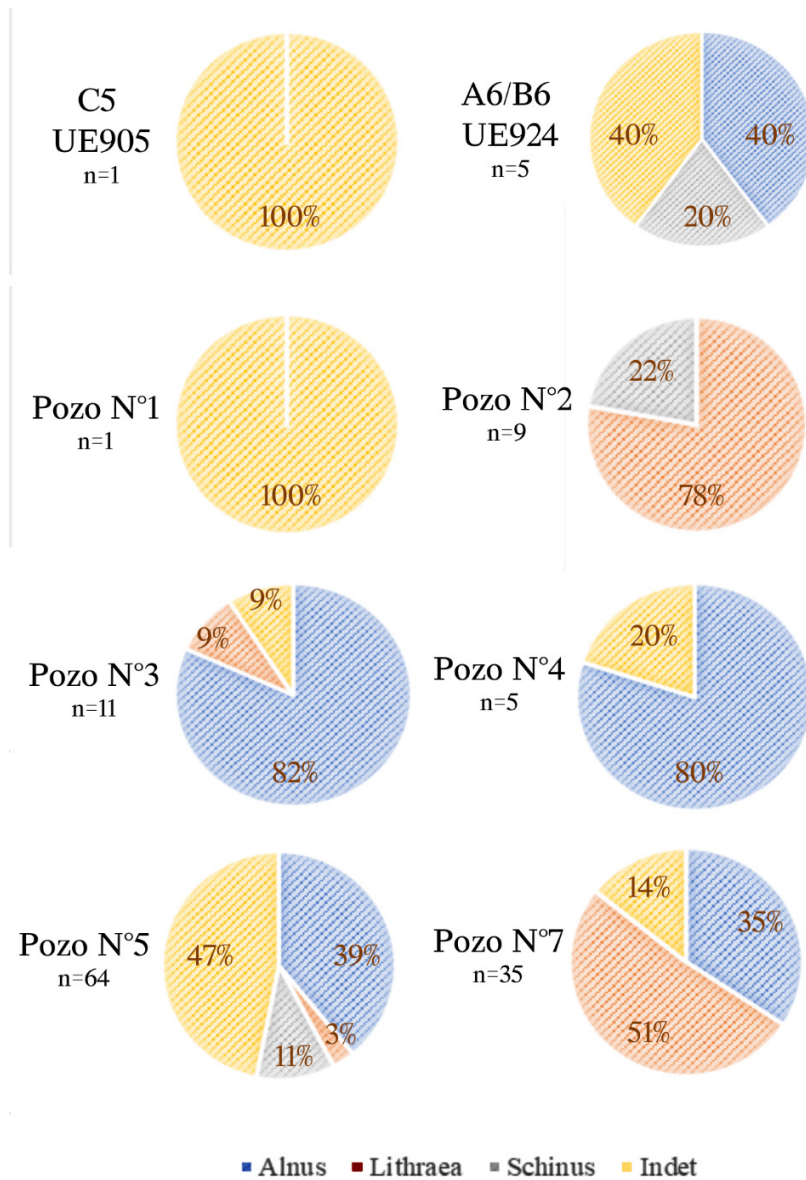 C5
UE905
n=1
100%
A6/B6
UE924
n=5
40%
40%
20%
Pozo N°1
n=1
100%
Pozo N°2
n=9
22%
78%
Pozo N°3
n=11
9%
9%
82%
Pozo N°4
n=5
20%
80%
Pozo N°5
n=64
47%
39%
3%
11%
Pozo N°7
n=35
14%
35%
51%
Alnus Lithraea Schinus Indet